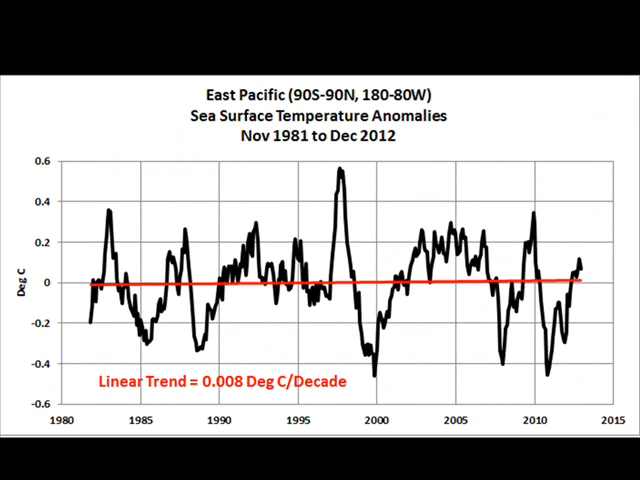 East Pacific (90S-90N, 180-80W)
Sea Surface Temperature Anomalies
Nov 1981 to Dec 2012
0.6
0.4
0.2
0
-0.2
-0.4
-0.6
Deg C
Linear Trend = 0.008 Deg C/Decade
1980 1985 1990 1995 2000 2005 2010 2015